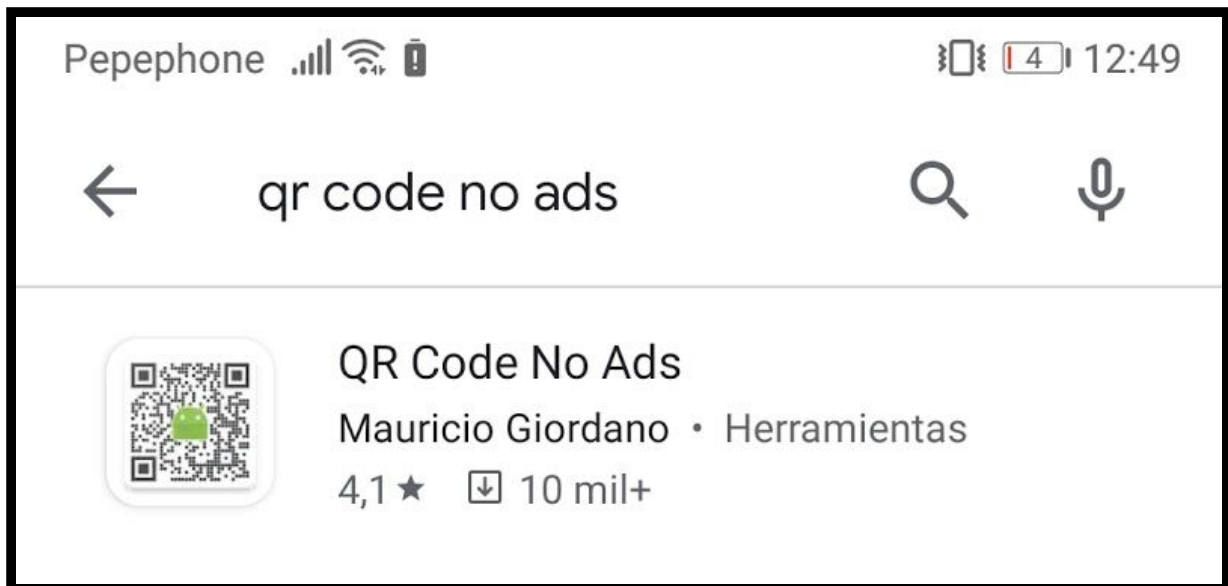 Pepephone 4 12:49
qr code no ads
QR Code No Ads
Mauricio Giordano • Herramientas
4,1★ 10 mil+